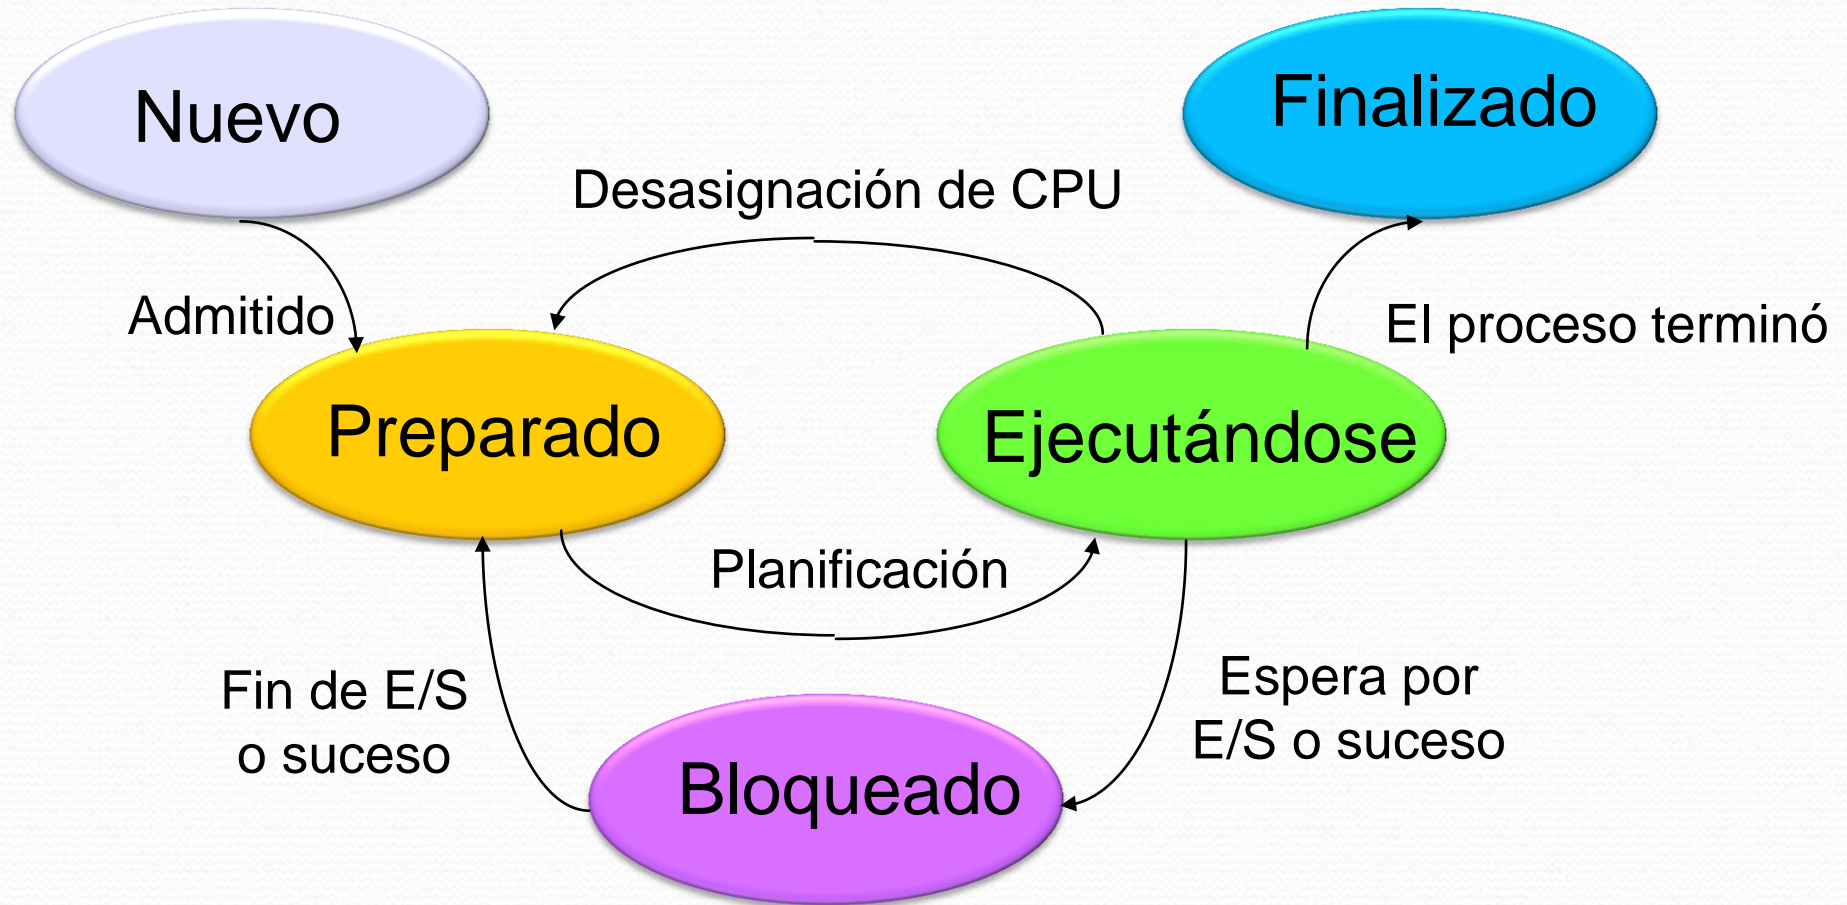 Nuevo
Finalizado
Desasignación de CPU
Admitido
El proceso terminó
Preparado
Ejecutándose
Planificación
Fin de E/S
o suceso
Espera por
E/S o suceso
Bloqueado